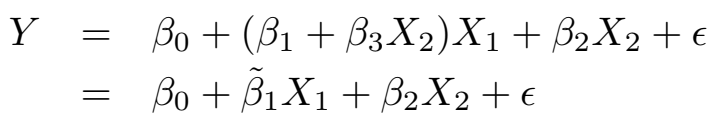 Y = β₀ + (β₁ + β₃X₂)X₁ + β₂X₂ + ϵ
= β₀ + β̃₁X₁ + β₂X₂ + ϵ